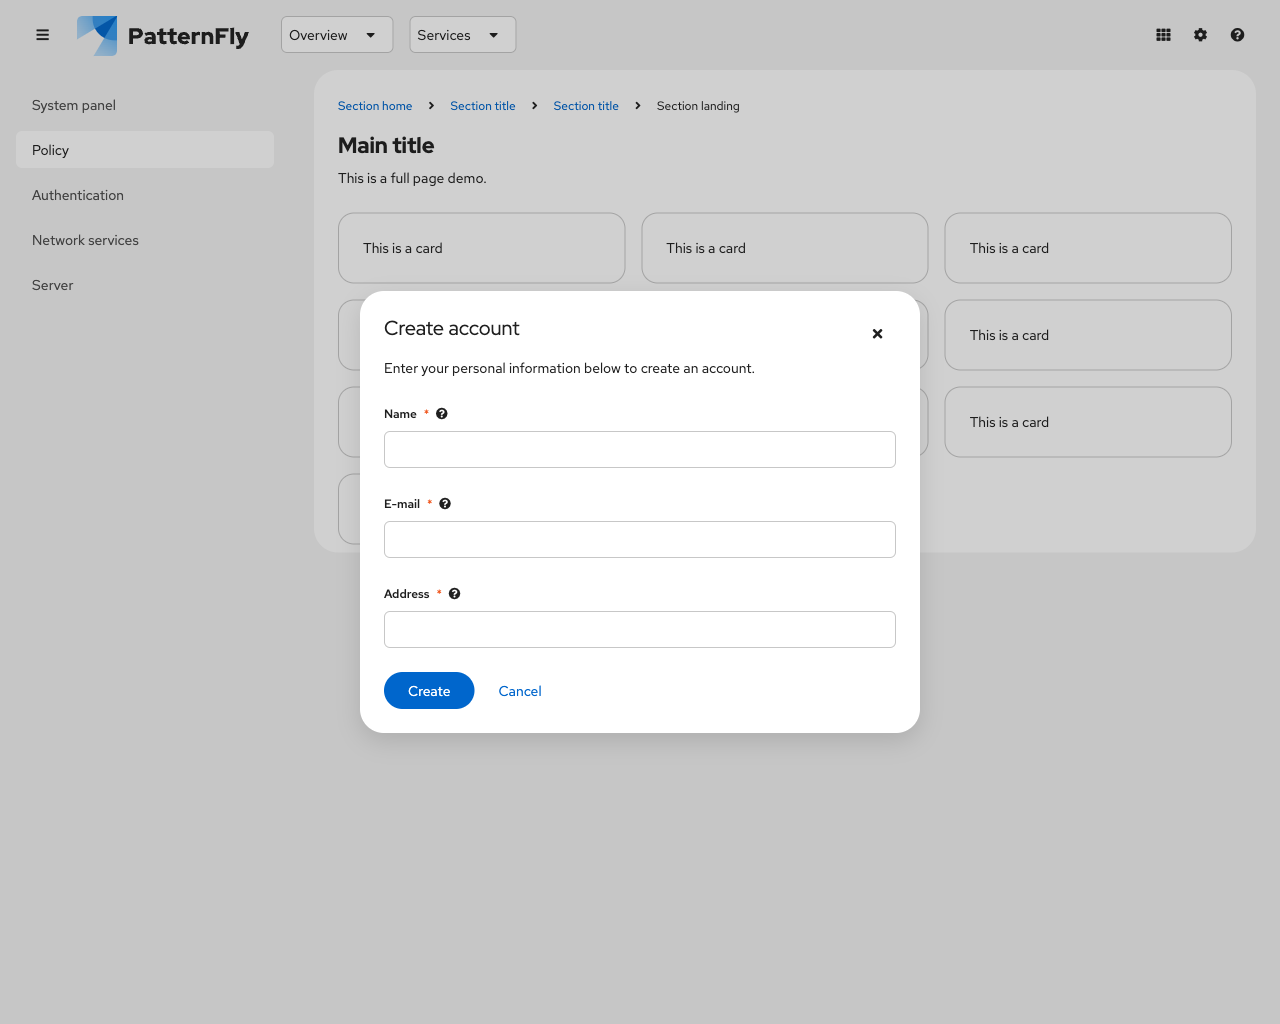 PatternFly
Overview
Services
System panel
Policy
Authentication
Network services
Server
Section home
Section title
Section title
Section landing
Main title
This is a full page demo.
This is a card
This is a card
This is a card
This is a card
This is a card
Create account
Enter your personal information below to create an account.
Name *
E-mail *
Address *
Create
Cancel